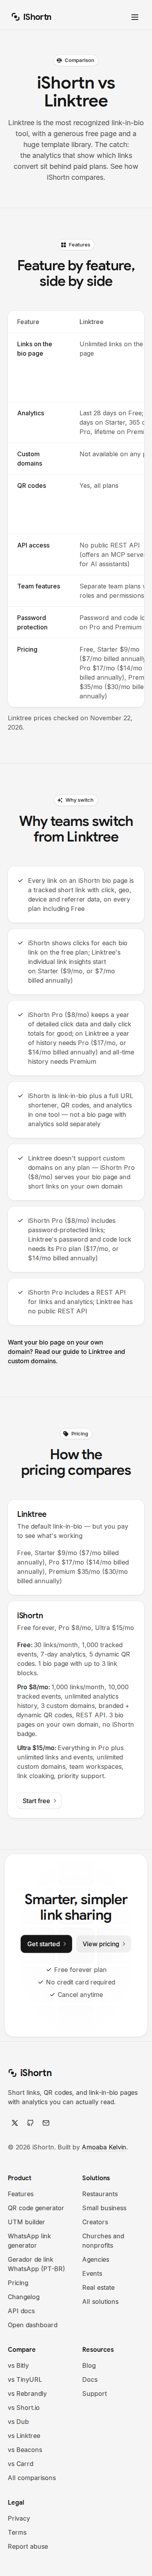 iShortn
Comparison
iShortn vs
Linktree
Linktree is the most recognized link-in-bio
tool, with a generous free page and a
huge template library. The catch:
the analytics that show which links
convert sit behind paid plans. See how
iShortn compares.
Features
Feature by feature,
side by side
Feature
Linktree
Links on the
bio page
Unlimited links on the
page
Analytics
Last 28 days on Free;
days on Starter, 365 d
Pro, lifetime on Premi
Custom
domains
Not available on any p
QR codes
Yes, all plans
API access
No public REST API
(offers an MCP serve
for AI assistants)
Team features
Separate team plans w
roles and permissions
Password
protection
Password and code lo
on Pro and Premium
Pricing
Free, Starter $9/mo
($7/mo billed annually
Pro $17/mo ($14/mo
billed annually), Prem
$35/mo ($30/mo bille
annually)
Linktree prices checked on November 22,
2026.
Why switch
Why teams switch
from Linktree
Every link on an iShortn bio page is
a tracked short link with click, geo,
device and referrer data, on every
plan including Free
iShortn shows clicks for each bio
link on the free plan; Linktree's
individual link insights start
on Starter ($9/mo, or $7/mo
billed annually)
iShortn Pro ($8/mo) keeps a year
of detailed click data and daily click
totals for good; on Linktree a year
of history needs Pro ($17/mo, or
$14/mo billed annually) and all-time
history needs Premium
iShortn is link-in-bio plus a full URL
shortener, QR codes, and analytics
in one tool — not a bio page with
analytics sold separately
Linktree doesn't support custom
domains on any plan — iShortn Pro
($8/mo) serves your bio page and
short links on your own domain
iShortn Pro ($8/mo) includes
password-protected links;
Linktree's password and code lock
needs its Pro plan ($17/mo, or
$14/mo billed annually)
iShortn Pro includes a REST API
for links and analytics; Linktree has
no public REST API
Want your bio page on your own
domain? Read our guide to Linktree and
custom domains.
Pricing
How the
pricing compares
Linktree
The default link-in-bio — but you pay
to see what's working
Free, Starter $9/mo ($7/mo billed
annually), Pro $17/mo ($14/mo billed
annually), Premium $35/mo ($30/mo
billed annually)
iShortn
Free forever, Pro $8/mo, Ultra $15/mo
Free: 30 links/month, 1,000 tracked
events, 7-day analytics, 5 dynamic QR
codes. 1 bio page with up to 3 link
blocks.
Pro $8/mo: 1,000 links/month, 10,000
tracked events, unlimited analytics
history, 3 custom domains, branded +
dynamic QR codes, REST API. 3 bio
pages on your own domain, no iShortn
badge.
Ultra $15/mo: Everything in Pro plus
unlimited links and events, unlimited
custom domains, team workspaces,
link cloaking, priority support.
Start free
Smarter, simpler
link sharing
Get started
View pricing
Free forever plan
No credit card required
Cancel anytime
iShortn
Short links, QR codes, and link-in-bio pages
with analytics you can actually read.
© 2026 iShortn. Built by Amoaba Kelvin.
Product
Features
QR code generator
UTM builder
WhatsApp link
generator
Gerador de link
WhatsApp (PT-BR)
Pricing
Changelog
API docs
Open dashboard
Solutions
Restaurants
Small business
Creators
Churches and
nonprofits
Agencies
Events
Real estate
All solutions
Compare
vs Bitly
vs TinyURL
vs Rebrandly
vs Short.io
vs Dub
vs Linktree
vs Beacons
vs Carrd
All comparisons
Resources
Blog
Docs
Support
Legal
Privacy
Terms
Report abuse